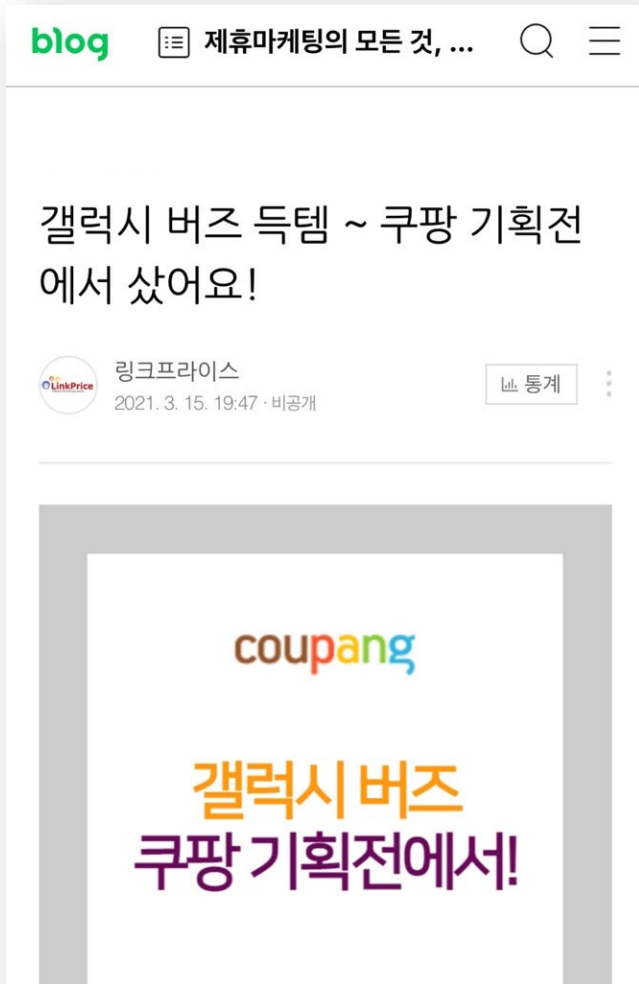 blog
제휴마케팅의 모든 것, ...
갤럭시 버즈 득템 ~ 쿠팡 기획전
에서 샀어요!
링크프라이스
LinkPrice
2021. 3. 15. 19:47 · 비공개
통계
coupang
갤럭시 버즈
쿠팡 기획전에서!